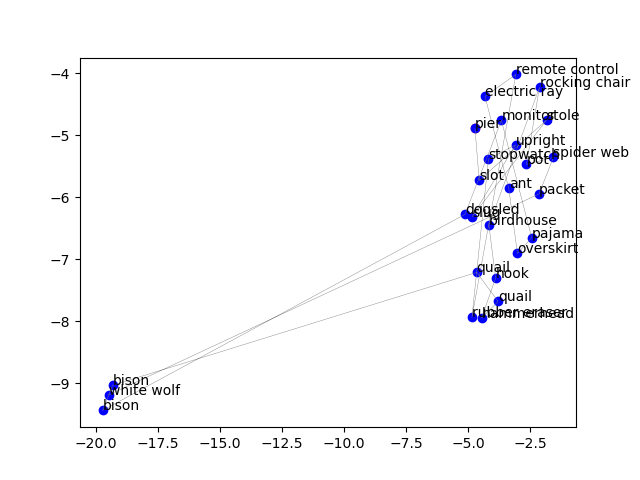 remote control
rocking chair
electric ray
monitor
stole
pier
upright
stopwatch
spider web
pot
slot
ant
packet
dogsled
slug
birdhouse
pajama
overskirt
quail
hook
quail
rubber eraser
hammerhead
bison
white wolf
bison
−4
−5
−6
−7
−8
−9
−20.0
−17.5
−15.0
−12.5
−10.0
−7.5
−5.0
−2.5